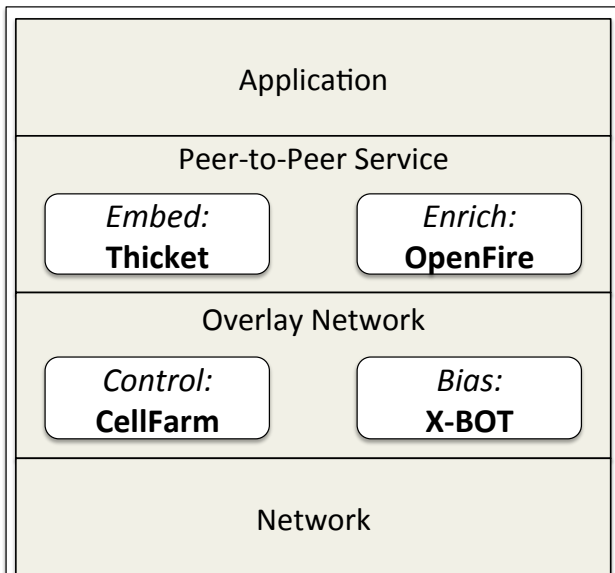 Application
Peer-to-Peer Service
Embed:
Thicket
Enrich:
OpenFire
Overlay Network
Control:
CellFarm
Bias:
X-BOT
Network